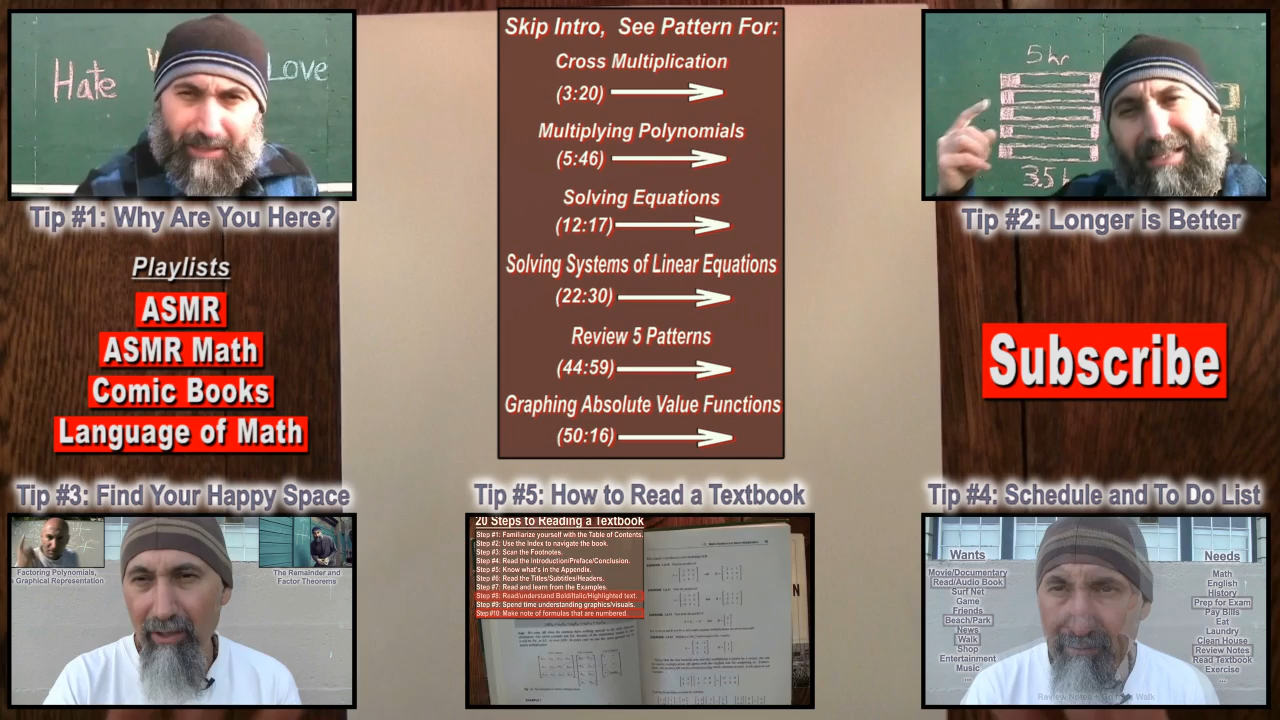 Hate
Love
Tip #1: Why Are You Here?
Playlists
ASMR
ASMR Math
Comic Books
Language of Math
Skip Intro, See Pattern For:
Cross Multiplication
(3:20)
Multiplying Polynomials
(5:46)
Solving Equations
(12:17)
Solving Systems of Linear Equations
(22:30)
Review 5 Patterns
(44:59)
Graphing Absolute Value Functions
(50:16)
5 hr
3.5
Tip #2: Longer is Better
Subscribe
Tip #3: Find Your Happy Space
Factoring Polynomials,
Graphical Representation
The Remainder and
Factor Theorems
Tip #5: How to Read a Textbook
20 Steps to Reading a Textbook
Step #1: Familiarize yourself with the Table of Contents.
Step #2: Use the Index to navigate the book.
Step #3: Scan the Footnotes.
Step #4: Read the Introduction/Preface/Conclusion.
Step #5: Know what's in the Appendix.
Step #6: Read the Titles/Subtitles/Headers.
Step #7: Read and learn from the Examples.
Step #8: Read/understand Bold/Italic/Highlighted text.
Step #9: Spend time understanding graphics/visuals.
Step #10: Make note of formulas that are numbered.
Tip #4: Schedule and To Do List
Wants
Movie/Documentary
Read/Audio Book
Surf Net
Game
Friends
Beach/Park
News
Walk
Shop
Entertainment
Music
...
Needs
Math
English
History
Prep for Exam
Pay Bills
Eat
Laundry
Clean House
Review Notes
Read Textbook
Exercise
...
Review Notes
Walk